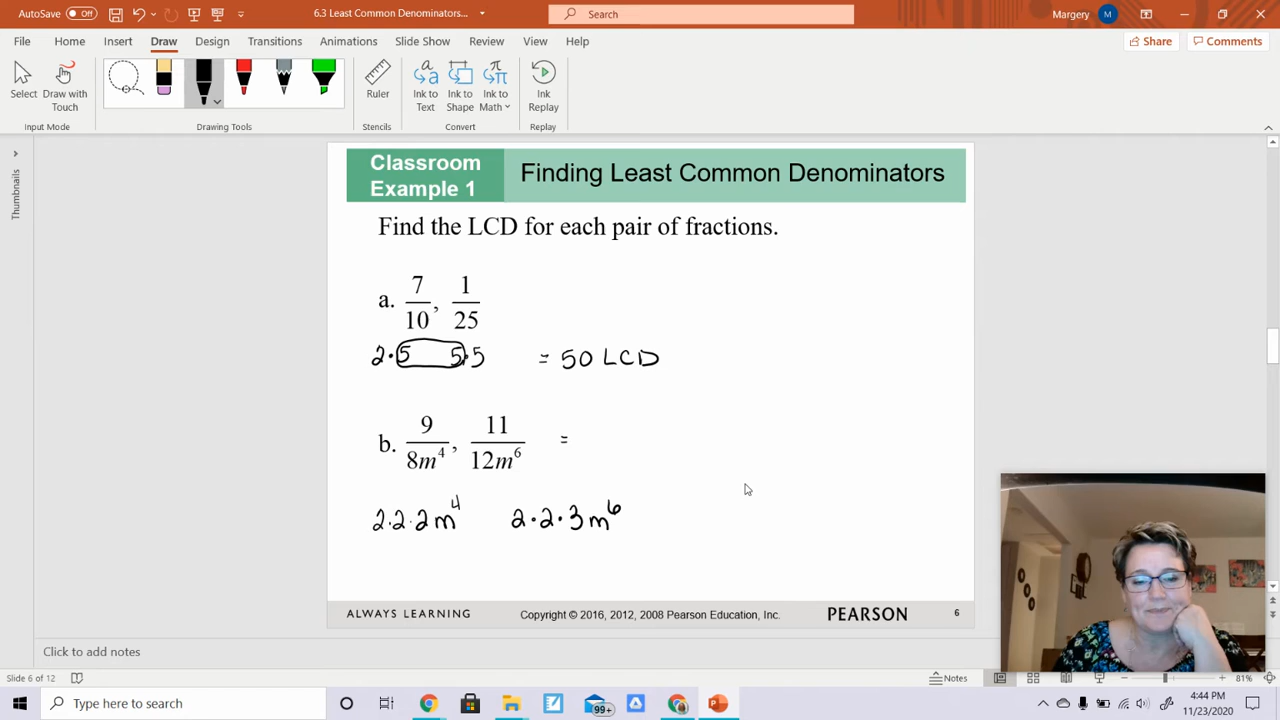 AutoSave Off 6.3 Least Common Denominators... Search Margery M
File Home Insert Draw Design Transitions Animations Slide Show Review View Help Share Comments
Select Draw with Touch Ruler Ink to Text Ink to Shape Ink to Math Ink Replay
Input Mode Drawing Tools Stencils Convert Replay
Thumbnails
Classroom Example 1 Finding Least Common Denominators
Find the LCD for each pair of fractions.
a. 7/10, 1/25
2·5 5·5 = 50 LCD
b. 9/8m⁴, 11/12m⁶ =
2·2·2m⁴ 2·2·3m⁶
ALWAYS LEARNING Copyright © 2016, 2012, 2008 Pearson Education, Inc. PEARSON 6
Click to add notes
Slide 6 of 12 Notes 81%
Type here to search 99+ 4:44 PM
11/23/2020